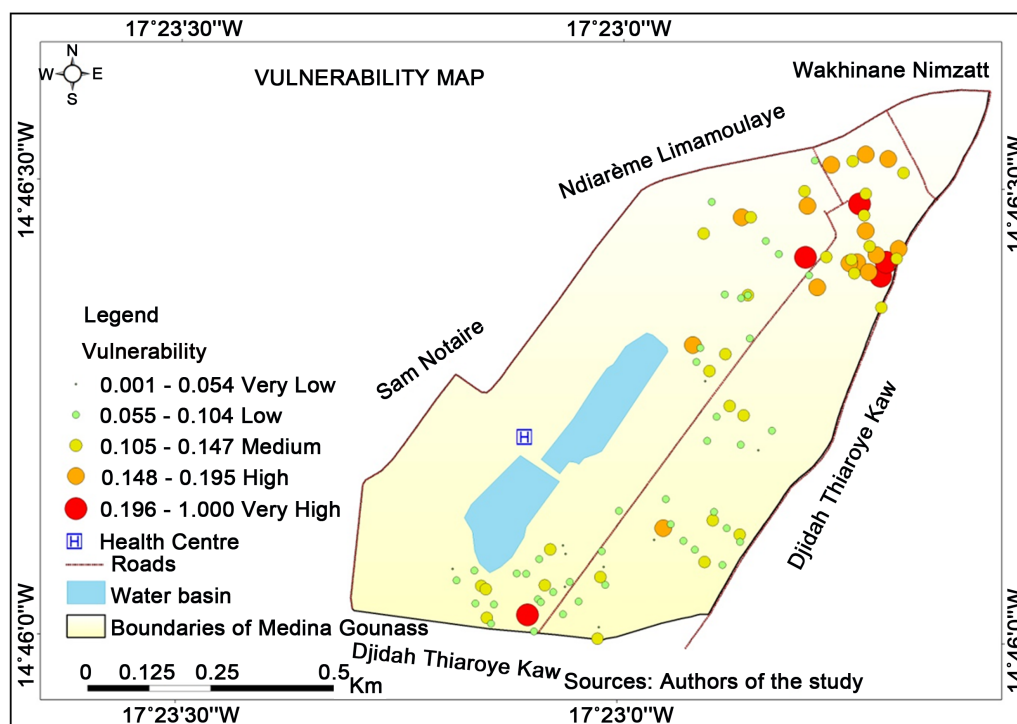 17°23'30"W 17°23'0"W
N
W E
S
VULNERABILITY MAP
Wakhinane Nimzatt
Ndiarème Limamoulaye
14°46'30"W
14°46'30"W
Sam Notaire
Djidah Thiaroye Kaw
Legend
Vulnerability
0.001 - 0.054 Very Low
0.055 - 0.104 Low
0.105 - 0.147 Medium
0.148 - 0.195 High
0.196 - 1.000 Very High
H
H Health Centre
Roads
Water basin
Boundaries of Medina Gounass
14°46'0"W
14°46'0"W
Djidah Thiaroye Kaw
0 0.125 0.25 0.5
Km
Sources: Authors of the study
17°23'30"W 17°23'0"W